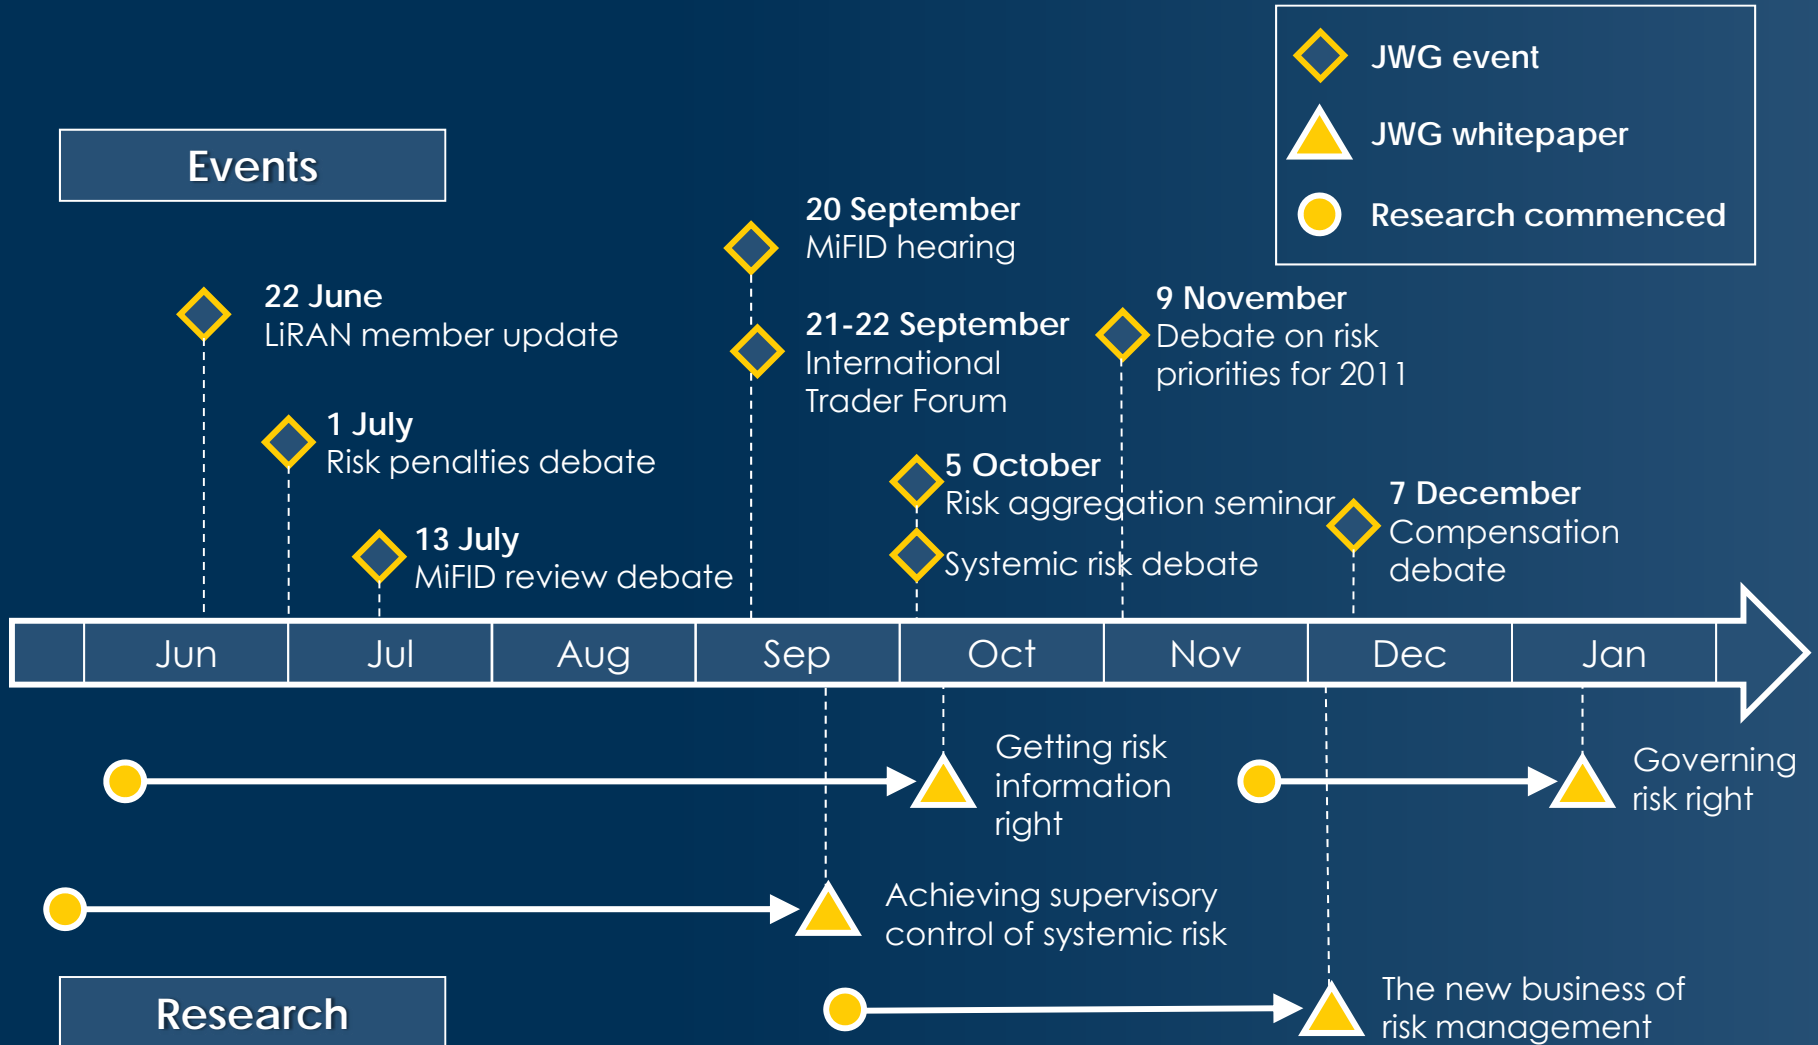 JWG event
JWG whitepaper
Research commenced
Events
22 June
LiRAN member update
1 July
Risk penalties debate
13 July
MiFID review debate
20 September
MiFID hearing
21-22 September
International
Trader Forum
5 October
Risk aggregation seminar
Systemic risk debate
9 November
Debate on risk
priorities for 2011
7 December
Compensation
debate
Jun Jul Aug Sep Oct Nov Dec Jan
Getting risk
information
right
Governing
risk right
Achieving supervisory
control of systemic risk
Research
The new business of
risk management